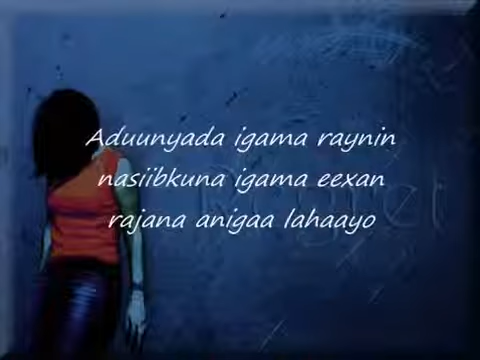 Aduunyada igama raynin
nasiibkuna igama eexan
rajana anigaa lahaayo